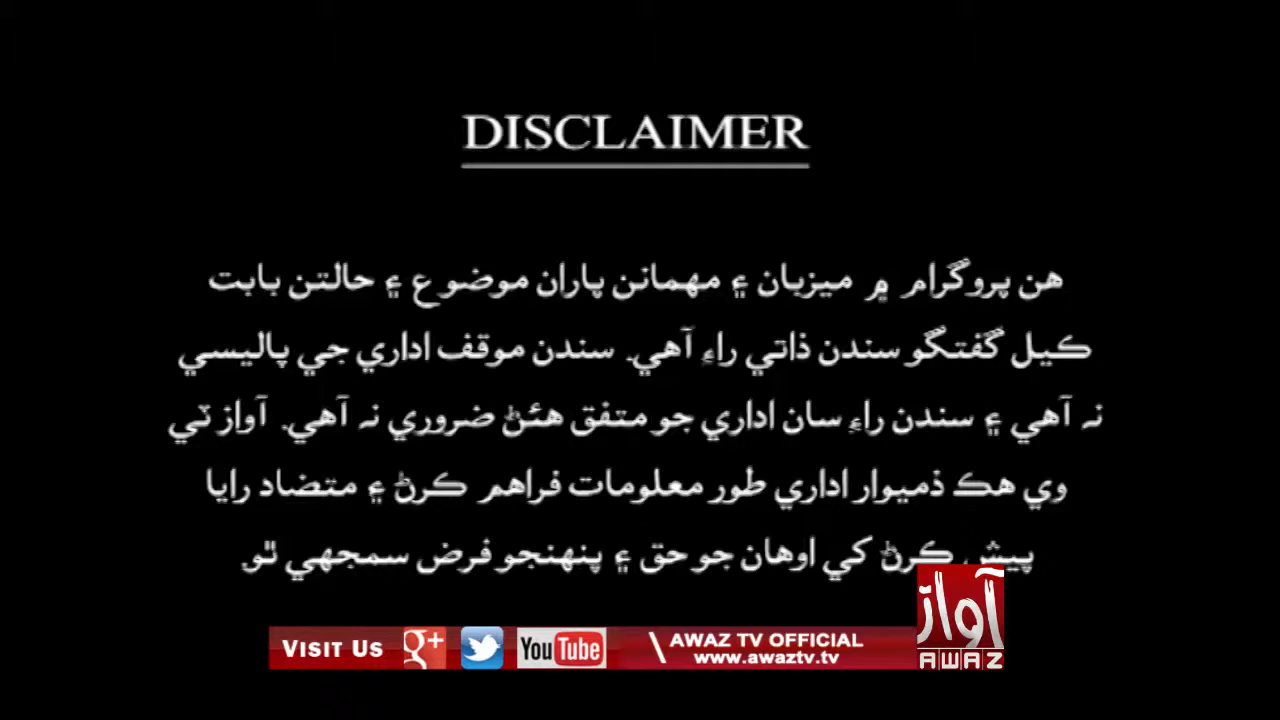 DISCLAIMER
هن پروگرام ۾ ميزبان ۽ مهمانن پاران موضوع ۽ حالتن بابت
ڪيل گفتگو سندن ذاتي راءِ آهي. سندن موقف اداري جي پاليسي
نہ آهي ۽ سندن راءِ سان اداري جو متفق هئڻ ضروري نہ آهي. آواز ٽي
وي هڪ ذميوار اداري طور معلومات فراهم ڪرڻ ۽ متضاد رايا
پيش ڪرڻ کي اوهان جو حق ۽ پنهنجو فرض سمجهي ٿو.
VISIT US g+ You Tube \ AWAZ TV OFFICIAL
www.awaztv.tv
آواز
AWAZ